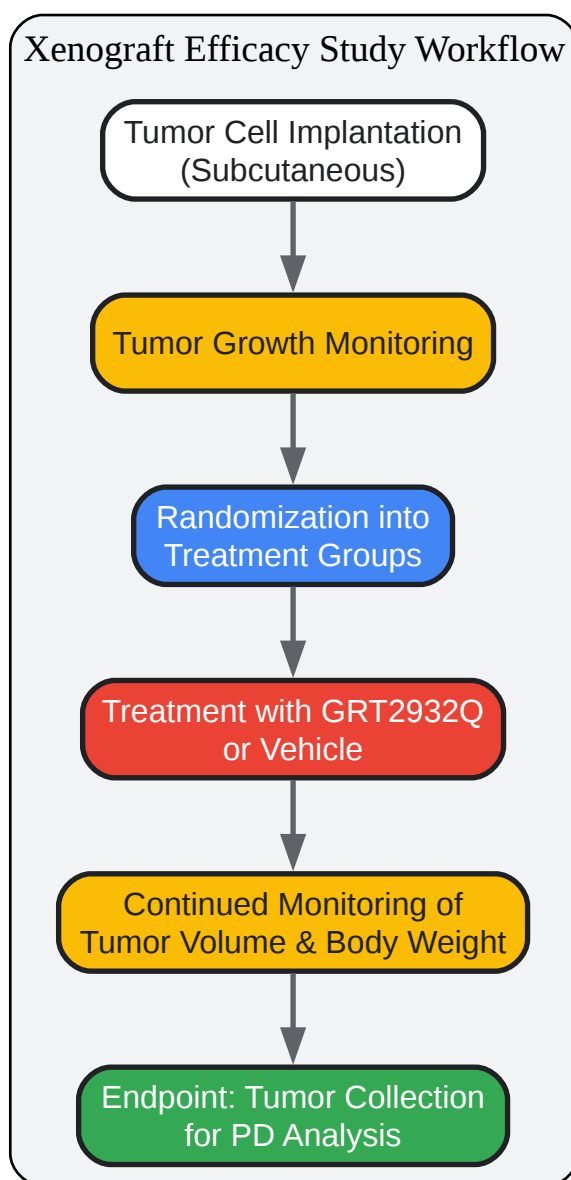 Xenograft Efficacy Study Workflow
Tumor Cell Implantation
(Subcutaneous)
Tumor Growth Monitoring
Randomization into
Treatment Groups
Treatment with GRT2932Q
or Vehicle
Continued Monitoring of
Tumor Volume & Body Weight
Endpoint: Tumor Collection
for PD Analysis